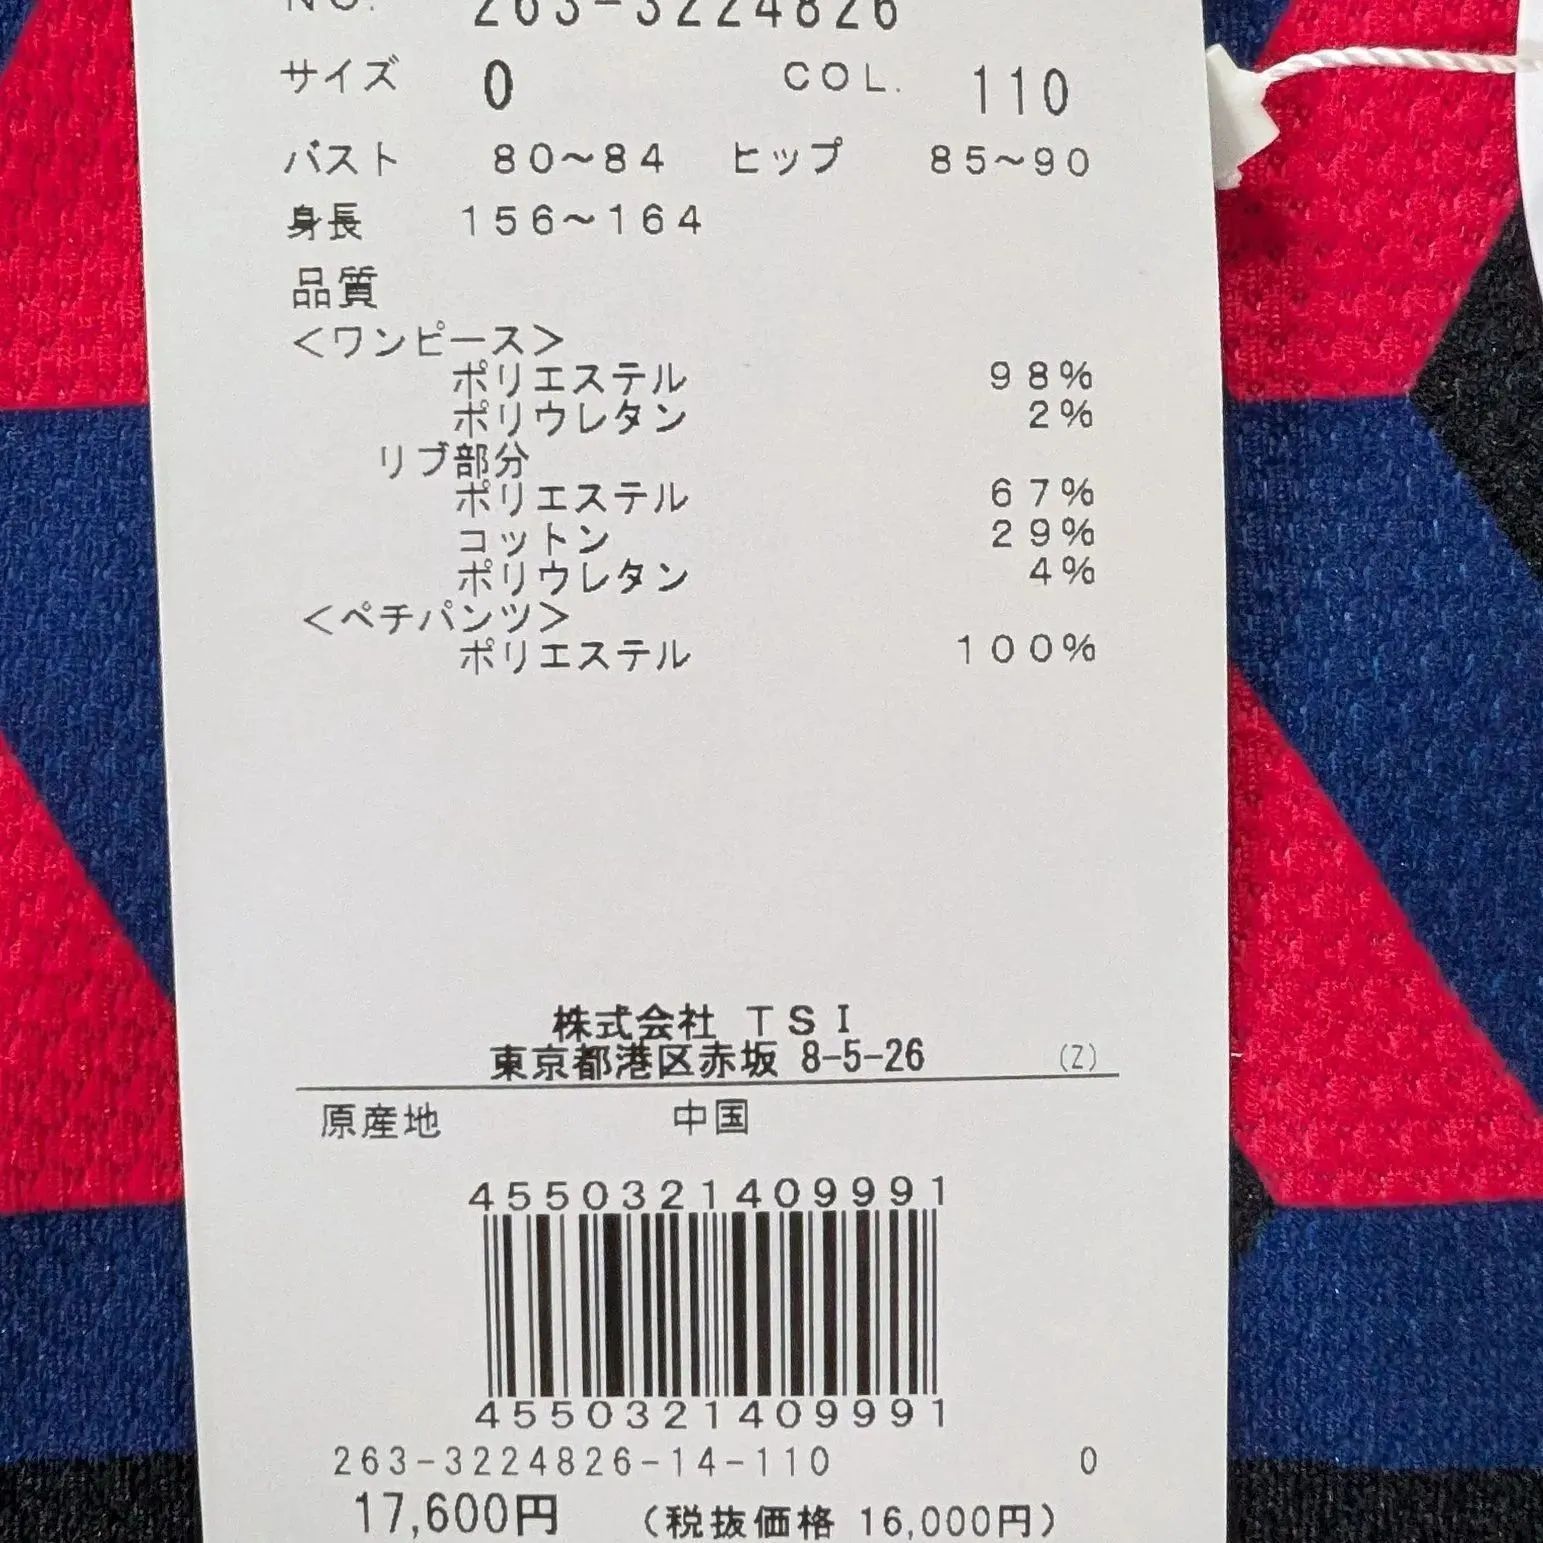 NO. 263-3224826
サイズ 0 COL. 110
バスト 80~84 ヒップ 85~90
身長 156~164
品質
<ワンピース>
ポリエステル 98%
ポリウレタン 2%
リブ部分
ポリエステル 67%
コットン 29%
ポリウレタン 4%
<ペチパンツ>
ポリエステル 100%
株式会社 TSI
東京都港区赤坂 8-5-26 (Z)
原産地 中国
4550321409991
4550321409991
263-3224826-14-110 0
17,600円 (税抜価格 16,000円)